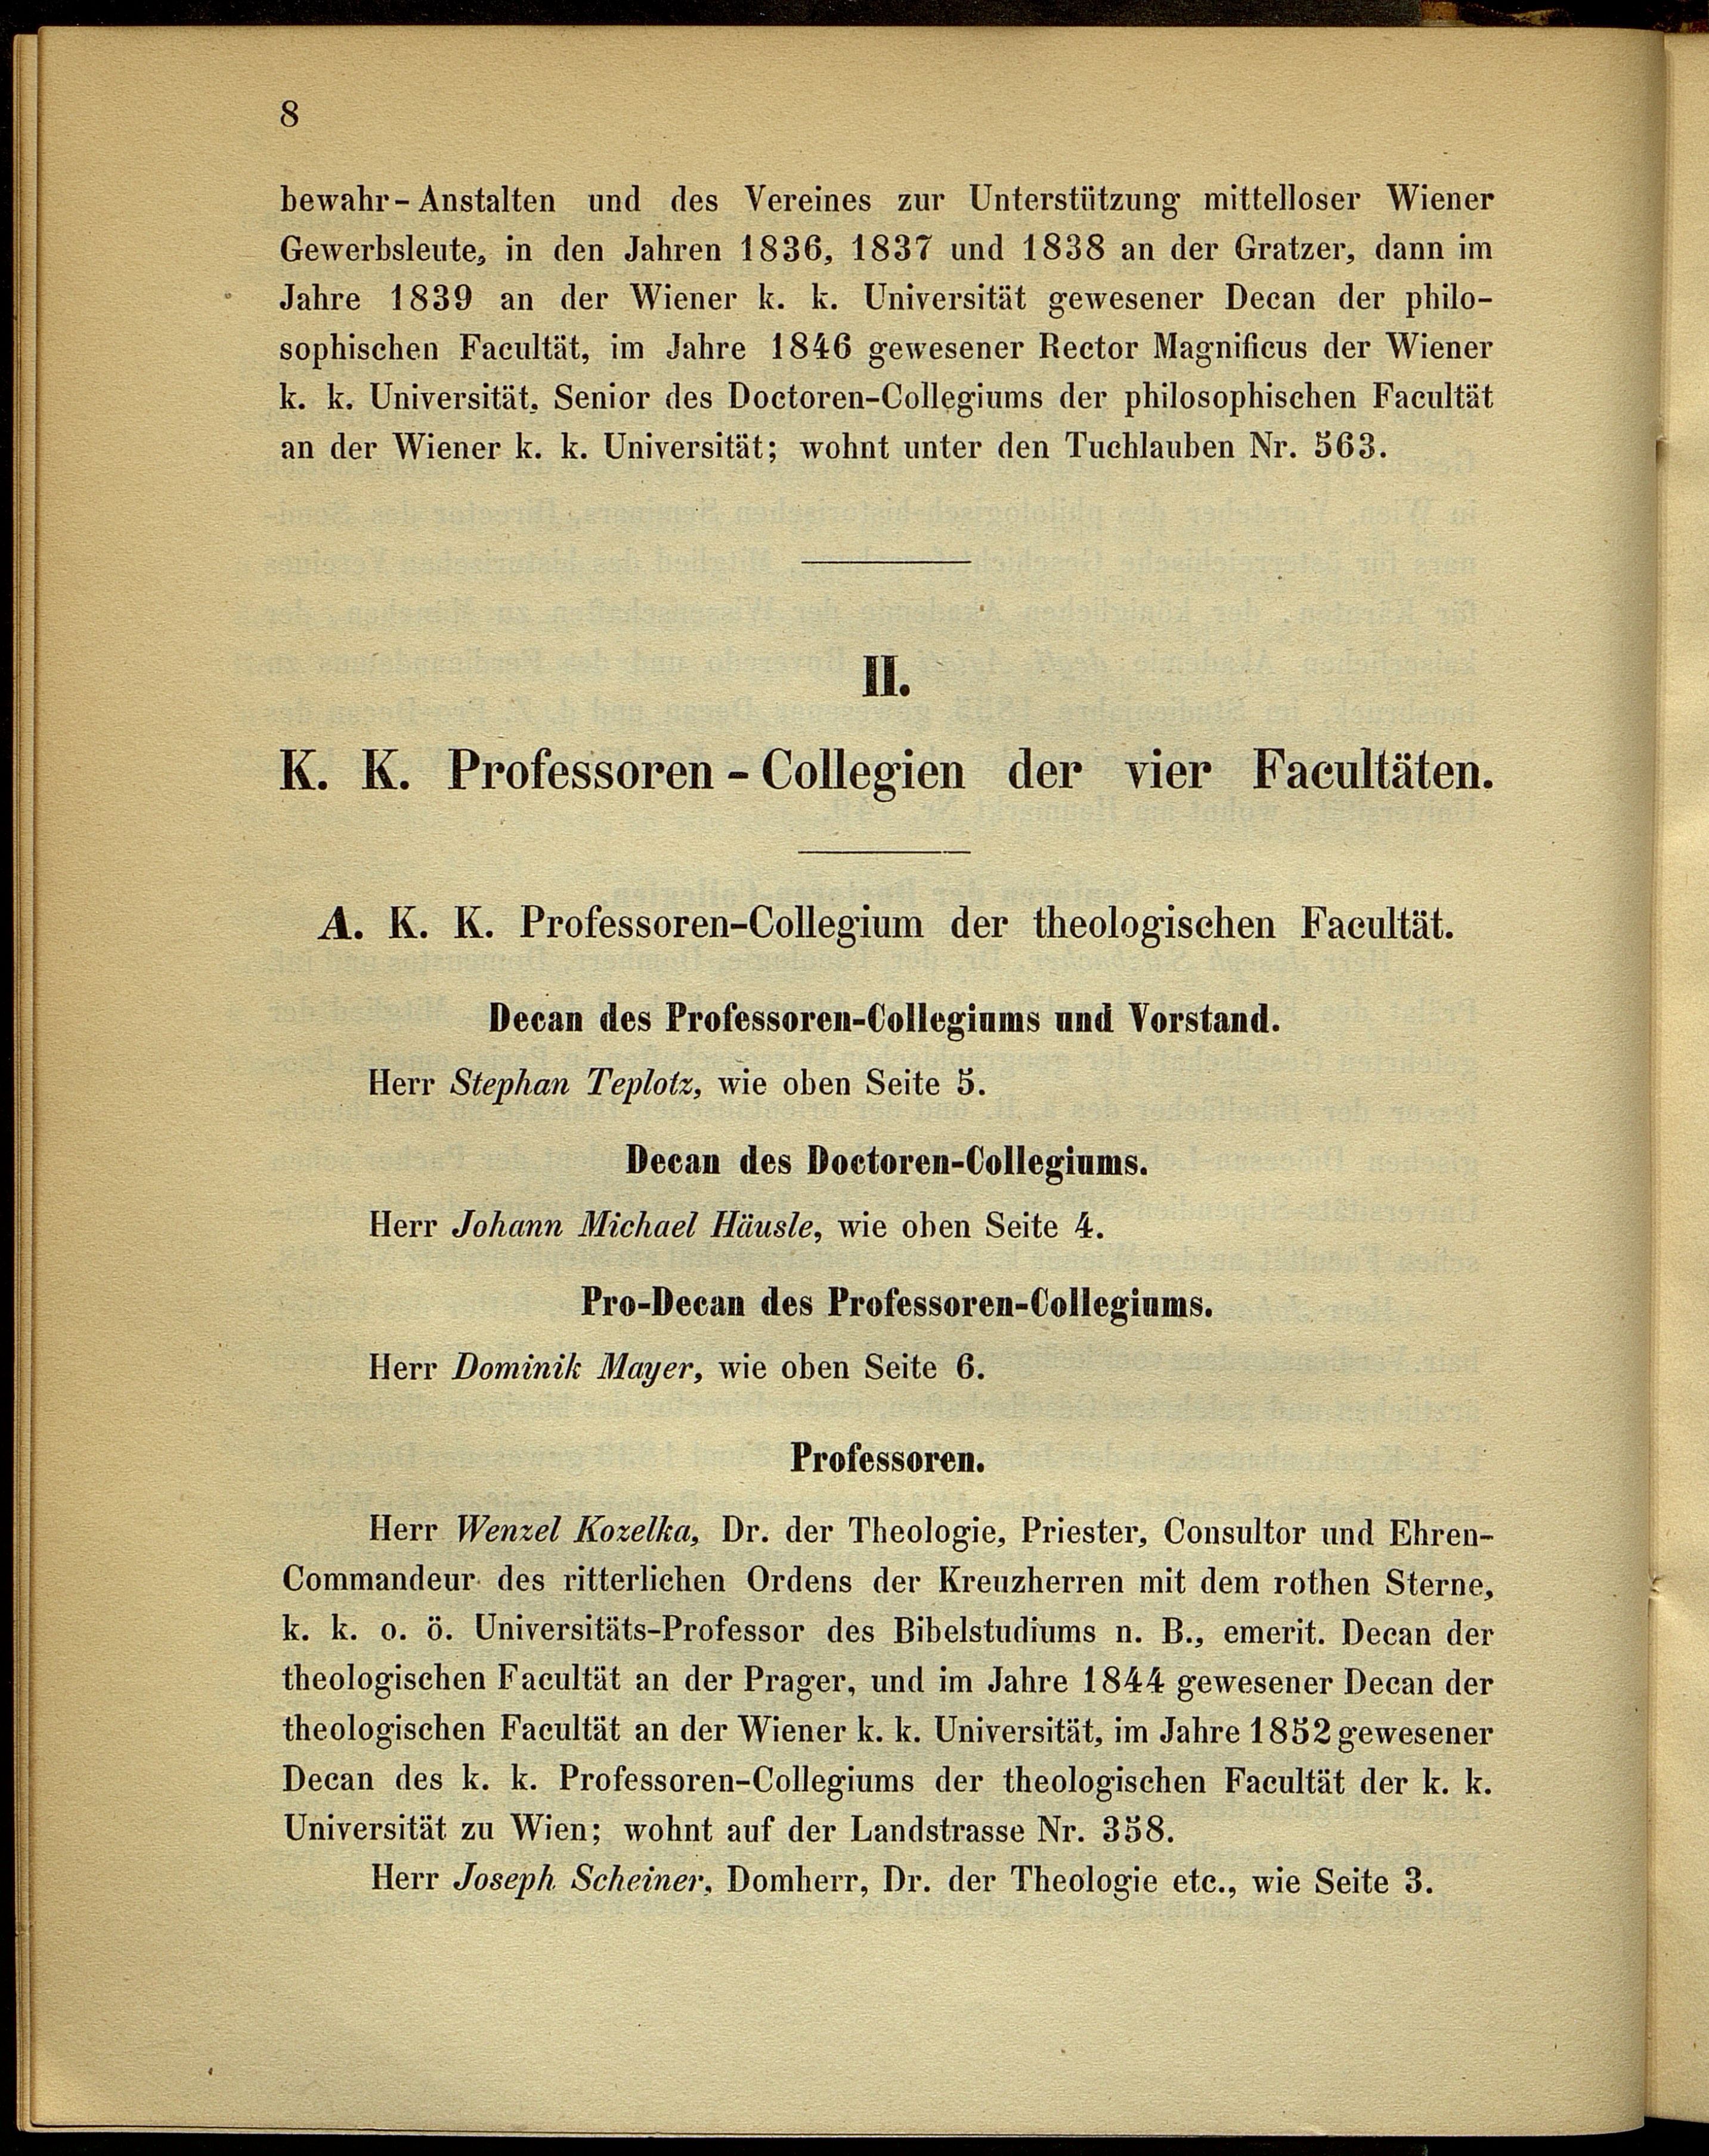 8
bewahr-Anstalten und des Vereines zur Unterstützung mittelloser Wiener
Gewerbsleute, in den Jahren 1836, 1837 und 1838 an der Gratzer, dann im
Jahre 1839 an der Wiener k. k. Universität gewesener Decan der philo-
sophischen Facultät, im Jahre 1846 gewesener Rector Magnificus der Wiener
k. k. Universität, Senior des Doctoren-Collegiums der philosophischen Facultät
an der Wiener k. k. Universität; wohnt unter den Tuchlauben Nr. 563.
II.
K. K. Professoren-Collegien der vier Facultäten.
A. K. K. Professoren-Collegium der theologischen Facultät.
Decan des Professoren-Collegiums und Vorstand.
Herr Stephan Teplotz, wie oben Seite 5.
Decan des Doctoren-Collegiums.
Herr Johann Michael Häusle, wie oben Seite 4.
Pro-Decan des Professoren-Collegiums.
Herr Dominik Mayer, wie oben Seite 6.
Professoren.
Herr Wenzel Kozelka, Dr. der Theologie, Priester, Consultor und Ehren-
Commandeur des ritterlichen Ordens der Kreuzherren mit dem rothen Sterne,
k. k. o. ö. Universitäts-Professor des Bibelstudiums n. B., emerit. Decan der
theologischen Facultät an der Prager, und im Jahre 1844 gewesener Decan der
theologischen Facultät an der Wiener k. k. Universität, im Jahre 1852 gewesener
Decan des k. k. Professoren-Collegiums der theologischen Facultät der k. k.
Universität zu Wien; wohnt auf der Landstrasse Nr. 358.
Herr Joseph Scheiner, Domherr, Dr. der Theologie etc., wie Seite 3.